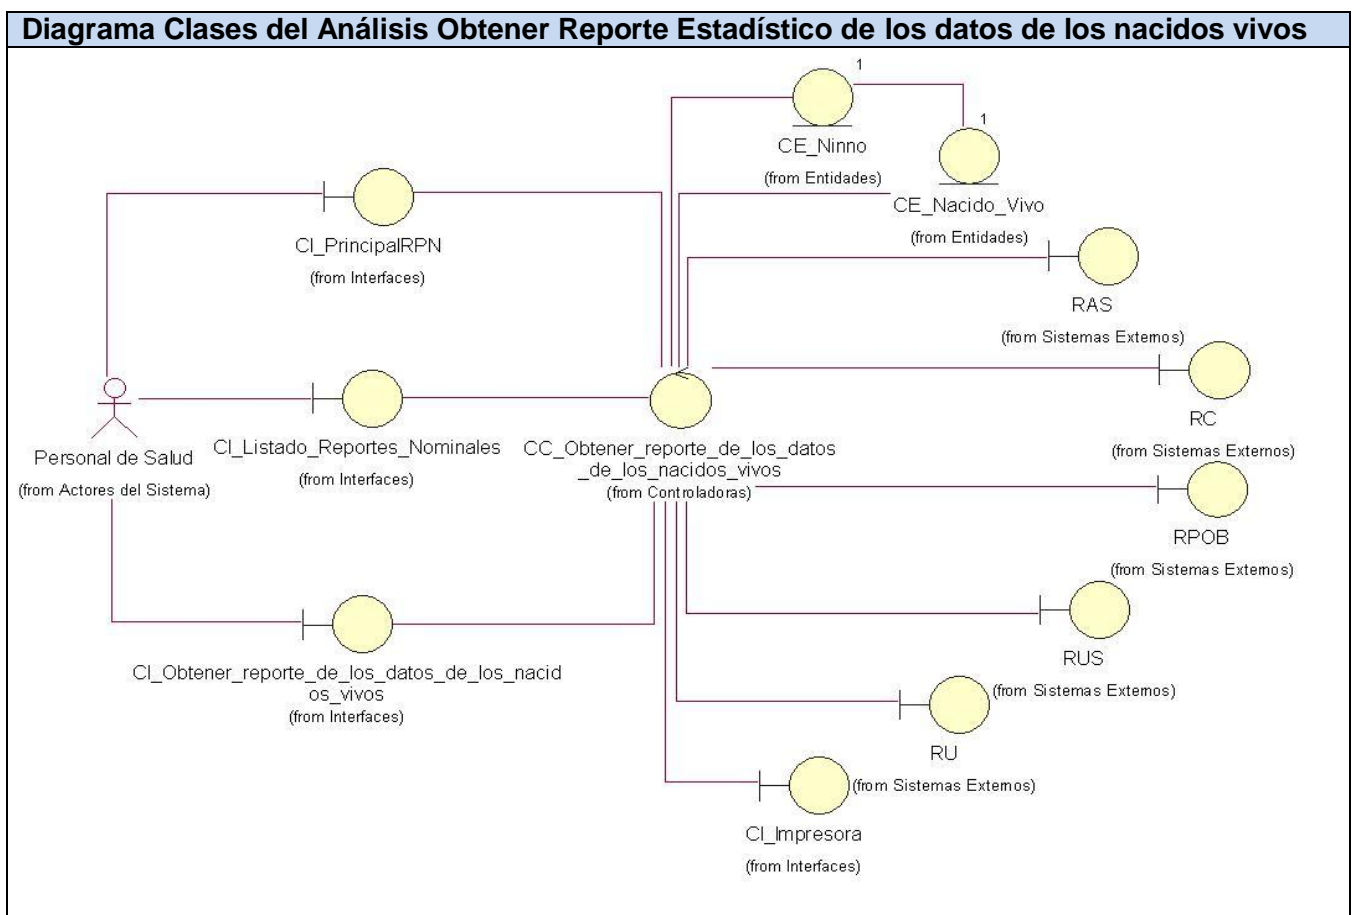 Diagrama Clases del Análisis Obtener Reporte Estadístico de los datos de los nacidos vivos
1
CE_Ninno
(from Entidades)
1
CE_Nacido_Vivo
(from Entidades)
CI_PrincipalRPN
(from Interfaces)
RAS
(from Sistemas Externos)
RC
(from Sistemas Externos)
Personal de Salud
(from Actores del Sistema)
CI_Listado_Reportes_Nominales
(from Interfaces)
CC_Obtener_reporte_de_los_datos
_de_los_nacidos_vivos
(from Controladoras)
RPOB
(from Sistemas Externos)
RUS
(from Sistemas Externos)
CI_Obtener_reporte_de_los_datos_de_los_nacid
os_vivos
(from Interfaces)
RU
(from Sistemas Externos)
CI_Impresora
(from Interfaces)